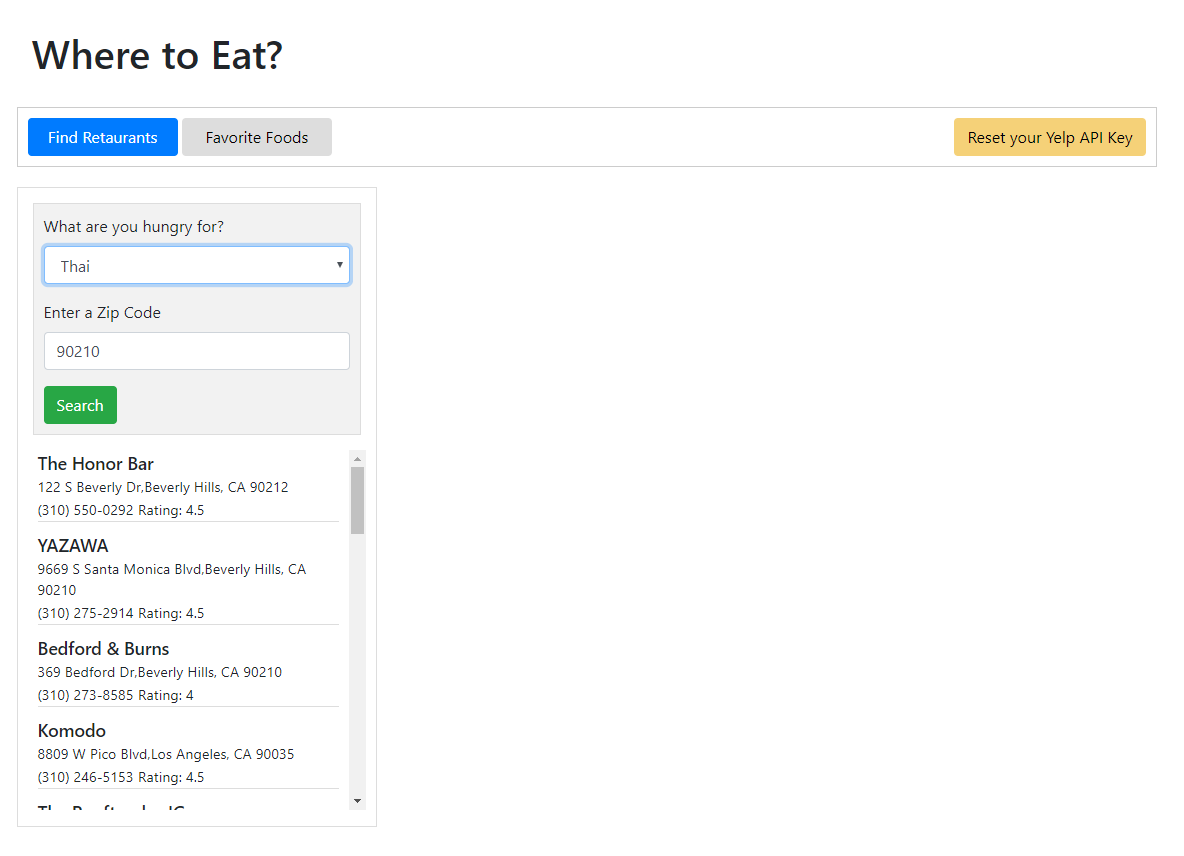 Where to Eat?
Find Retaurants
Favorite Foods
Reset your Yelp API Key
What are you hungry for?
Thai
Enter a Zip Code
90210
Search
The Honor Bar
122 S Beverly Dr,Beverly Hills, CA 90212
(310) 550-0292 Rating: 4.5
YAZAWA
9669 S Santa Monica Blvd,Beverly Hills, CA
90210
(310) 275-2914 Rating: 4.5
Bedford & Burns
369 Bedford Dr,Beverly Hills, CA 90210
(310) 273-8585 Rating: 4
Komodo
8809 W Pico Blvd,Los Angeles, CA 90035
(310) 246-5153 Rating: 4.5